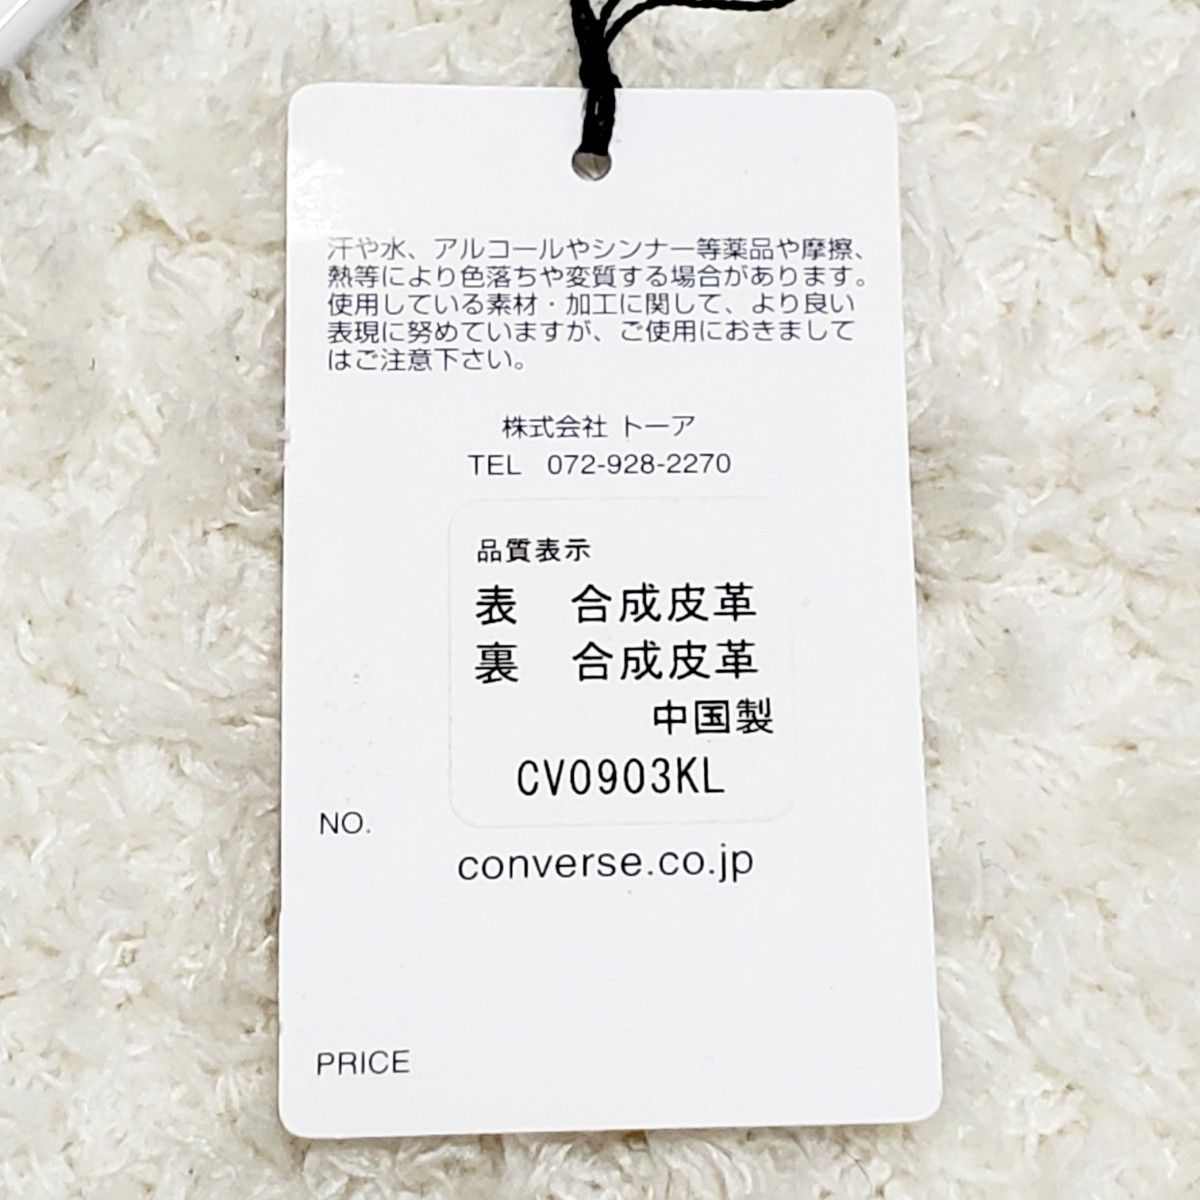 汗や水、アルコールやシンナー等薬品や摩擦、
熱等により色落ちや変質する場合があります。
使用している素材・加工に関して、より良い
表現に努めていますが、ご使用におきまして
はご注意下さい。
株式会社 トーア
TEL 072-928-2270
品質表示
表 合成皮革
裏 合成皮革
中国製
CV0903KL
NO.
converse.co.jp
PRICE